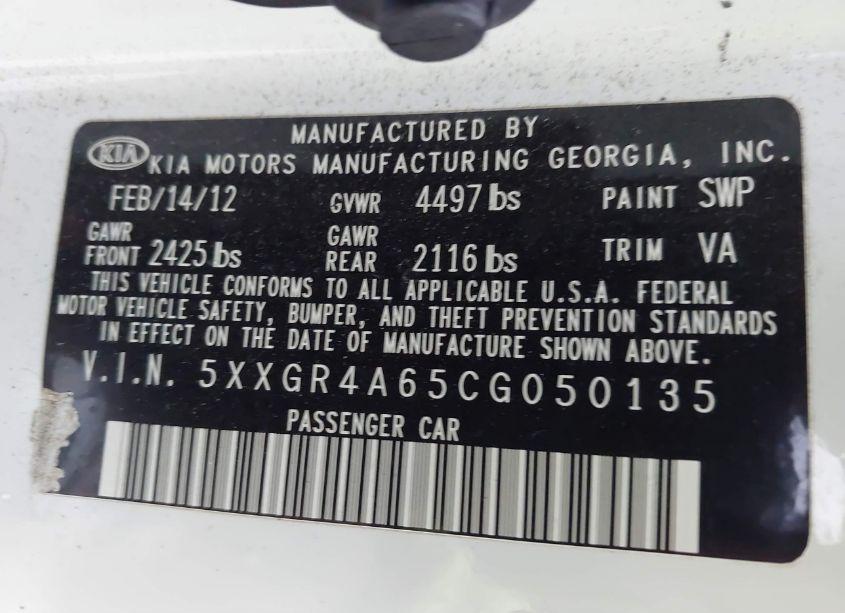 MANUFACTURED BY
KIA KIA MOTORS MANUFACTURING GEORGIA, INC.
FEB/14/12 GVWR 4497 lbs PAINT SWP
GAWR FRONT 2425 lbs GAWR REAR 2116 lbs TRIM VA
THIS VEHICLE CONFORMS TO ALL APPLICABLE U.S.A. FEDERAL
MOTOR VEHICLE SAFETY, BUMPER, AND THEFT PREVENTION STANDARDS
IN EFFECT ON THE DATE OF MANUFACTURE SHOWN ABOVE.
V.I.N. 5XXGR4A65CG050135
PASSENGER CAR